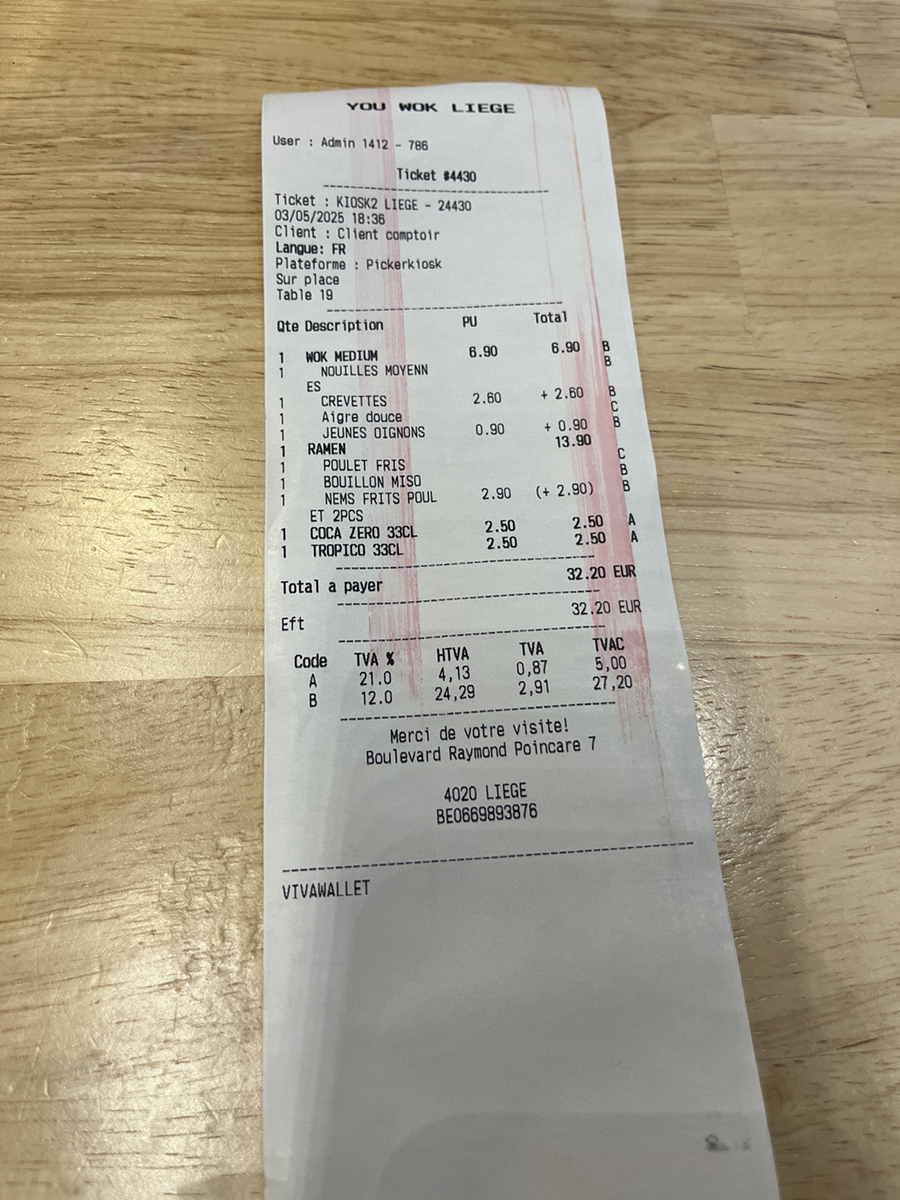 YOU WOK LIEGE
User : Admin 1412 - 786
Ticket #4430
Ticket : KIOSK2 LIEGE - 24430
03/05/2025 18:36
Client : Client comptoir
Langue: FR
Plateforme : Pickerkiosk
Sur place
Table 19
Qte Description PU Total
1 WOK MEDIUM 6.90 6.90 B
1 NOUILLES MOYENN B
ES
1 CREVETTES 2.60 + 2.60 B
1 Aigre douce C
1 JEUNES OIGNONS 0.90 + 0.90 B
1 RAMEN 13.90
1 POULET FRIS C
1 BOUILLON MISO B
1 NEMS FRITS POUL 2.90 (+ 2.90) B
ET 2PCS
1 COCA ZERO 33CL 2.50 2.50 A
1 TROPICO 33CL 2.50 2.50 A
Total a payer 32.20 EUR
Eft 32.20 EUR
Code TVA % HTVA TVA TVAC
A 21.0 4,13 0,87 5,00
B 12.0 24,29 2,91 27,20
Merci de votre visite!
Boulevard Raymond Poincare 7
4020 LIEGE
BE0669893876
VIVAWALLET